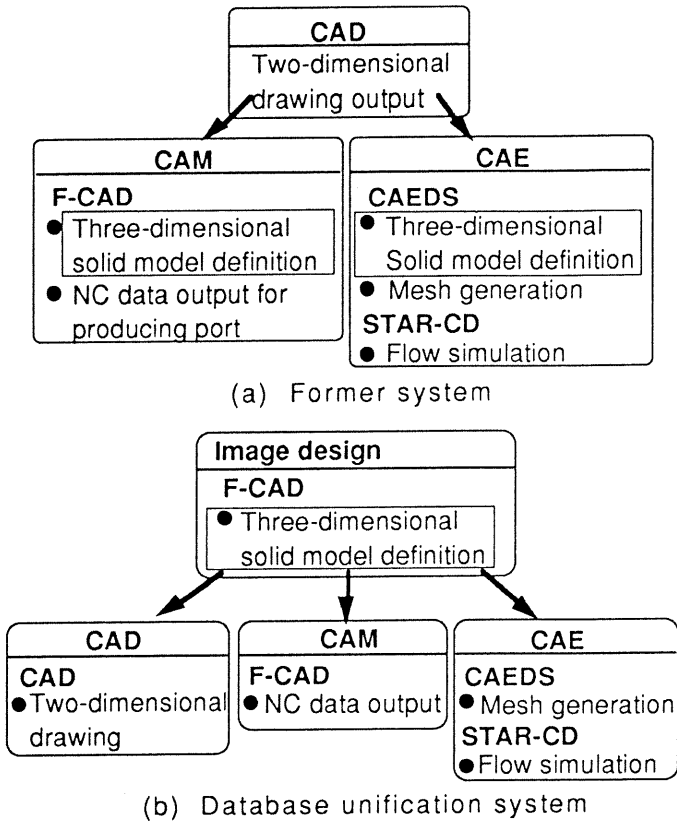 CAD
Two-dimensional
drawing output
CAM
F-CAD
● Three-dimensional
solid model definition
● NC data output for
producing port
CAE
CAEDS
● Three-dimensional
Solid model definition
● Mesh generation
STAR-CD
● Flow simulation
(a) Former system
Image design
F-CAD
● Three-dimensional
solid model definition
CAD
CAD
● Two-dimensional
drawing
CAM
F-CAD
● NC data output
CAE
CAEDS
● Mesh generation
STAR-CD
● Flow simulation
(b) Database unification system